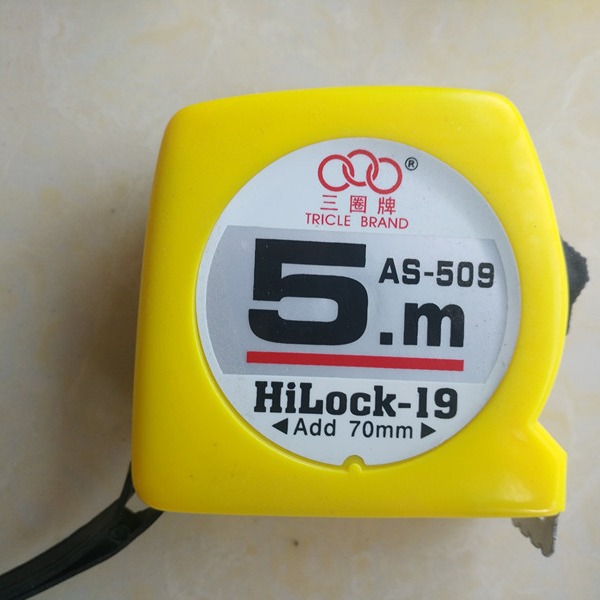 ®
三圈牌
TRICLE BRAND
5.m
AS-509
HiLock-19
◀Add 70mm▶